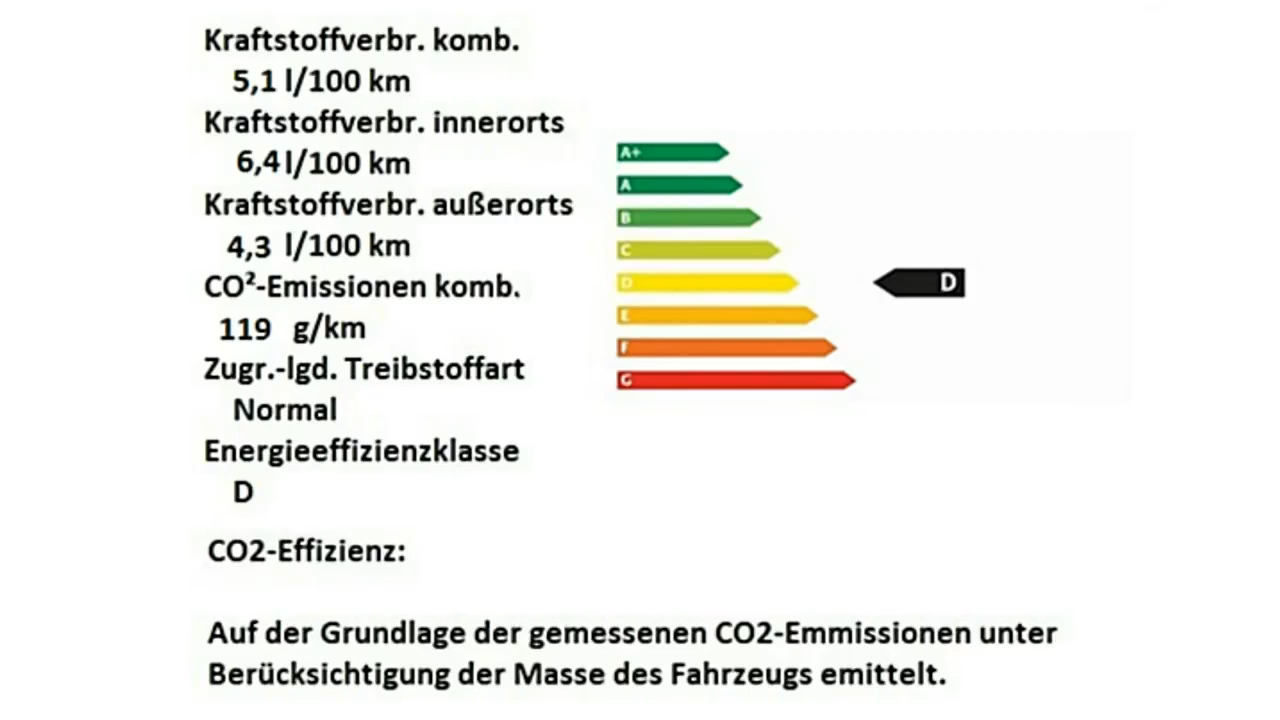 Kraftstoffverbr. komb.
5,1 l/100 km
Kraftstoffverbr. innerorts
6,4 l/100 km
Kraftstoffverbr. außerorts
4,3 l/100 km
CO²-Emissionen komb.
119 g/km
Zugr.-lgd. Treibstoffart
Normal
Energieeffizienzklasse
D
A+
A
B
C
D
D
E
F
G
CO2-Effizienz:
Auf der Grundlage der gemessenen CO2-Emmissionen unter
Berücksichtigung der Masse des Fahrzeugs emittelt.